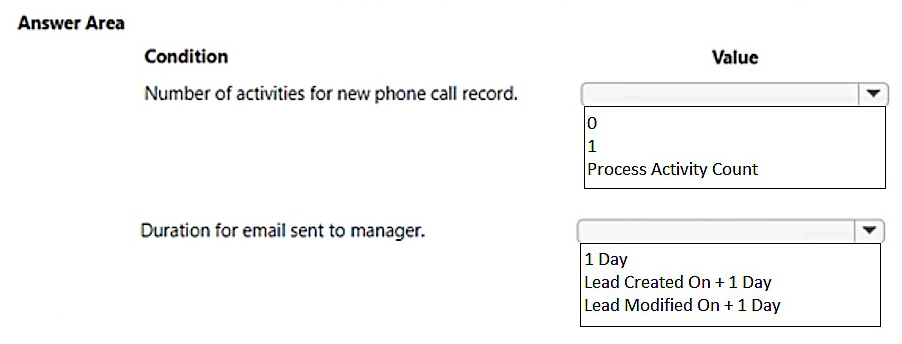 Answer Area
Condition Value
Number of activities for new phone call record.
0
1
Process Activity Count
Duration for email sent to manager.
1 Day
Lead Created On + 1 Day
Lead Modified On + 1 Day